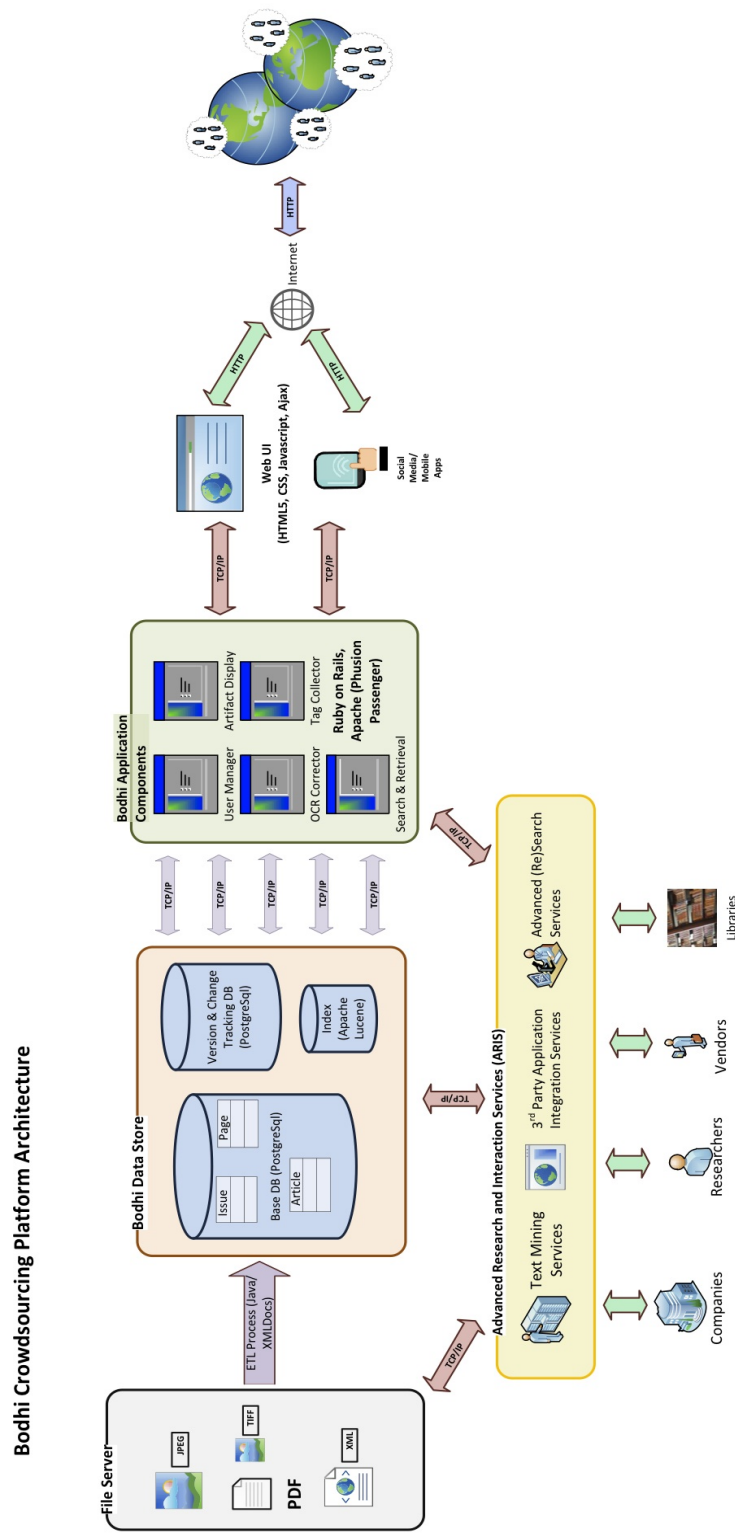 Bodhi Crowdsourcing Platform Architecture
File Server
JPEG
TIFF
PDF
XML
ETL Process (Java/
XMLDocs)
Bodhi Data Store
Issue
Page
Base DB (PostgreSql)
Article
Version & Change
Tracking DB
(PostgreSql)
Index
(Apache
Lucene)
TCP/IP
TCP/IP
TCP/IP
TCP/IP
TCP/IP
Bodhi Application
Components
User Manager
Artifact Display
OCR Corrector
Tag Collector
Search & Retrieval
Ruby on Rails,
Apache (Phusion
Passenger)
TCP/IP
TCP/IP
Web UI
(HTML5, CSS, Javascript, Ajax)
Social
Media/
Mobile
Apps
HTTP
HTTP
Internet
HTTP
TCP/IP
TCP/IP
TCP/IP
Advanced Research and Interaction Services (ARIS)
Text Mining
Services
3rd Party Application
Integration Services
Advanced (Re)Search
Services
Companies
Researchers
Vendors
Libraries